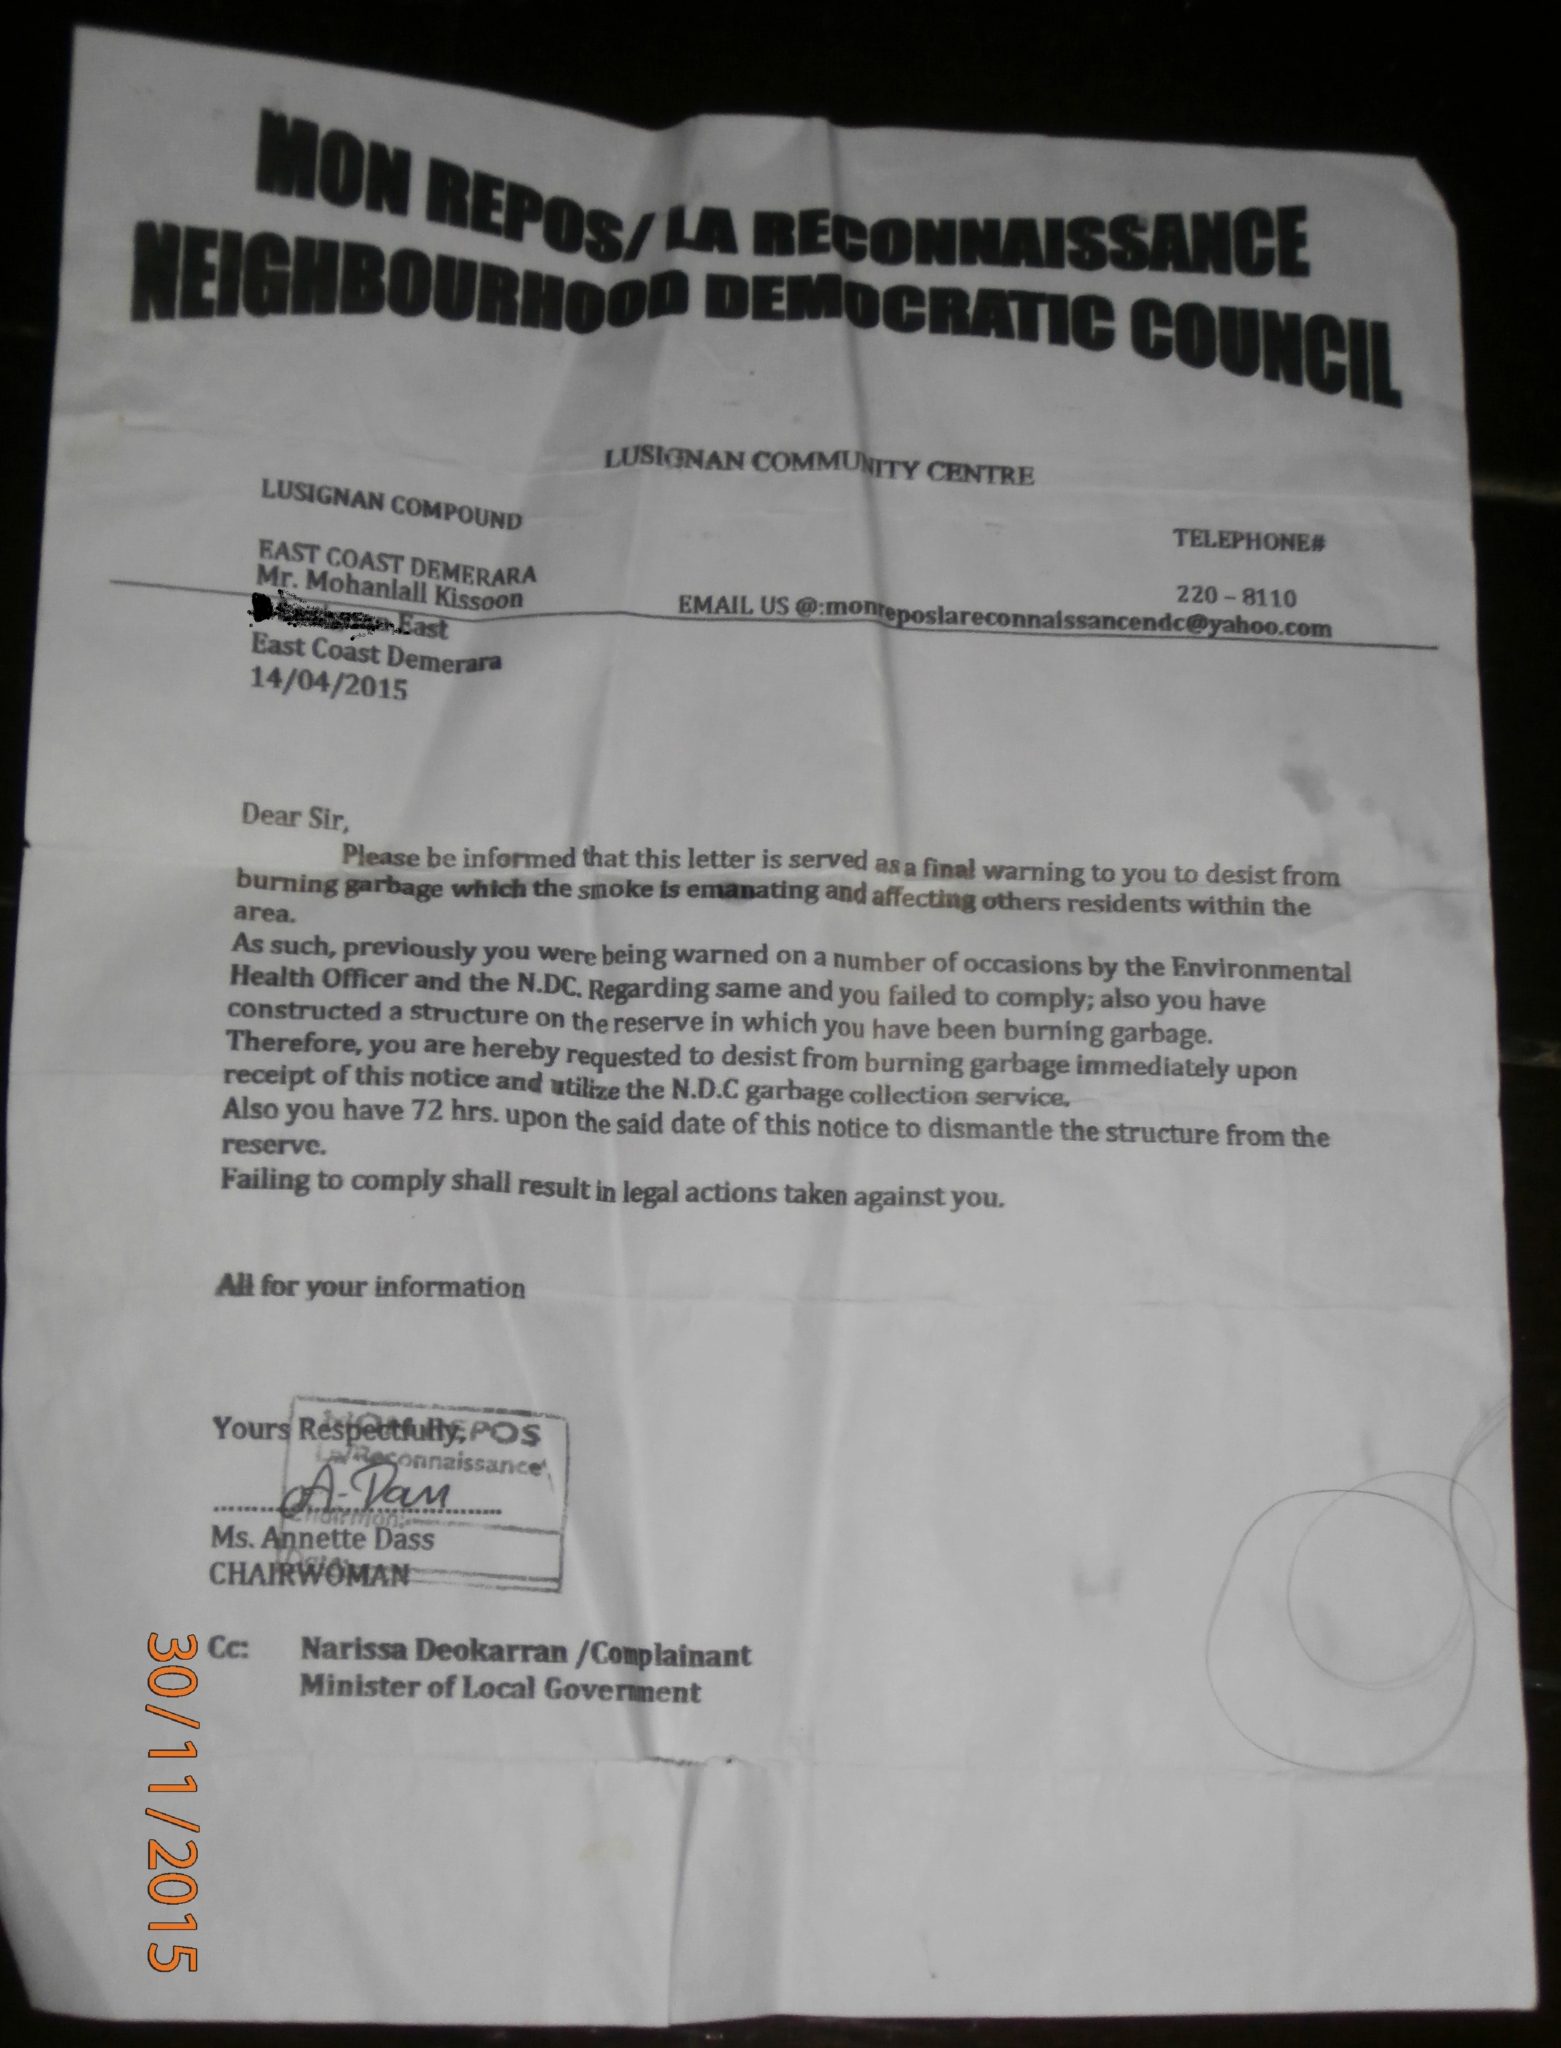 MON REPOS/ LA RECONNAISSANCE
NEIGHBOURHOOD DEMOCRATIC COUNCIL
LUSIGNAN COMMUNITY CENTRE
LUSIGNAN COMPOUND
TELEPHONE#
EAST COAST DEMERARA
220 – 8110
EMAIL US @:monreposlareconnaissancendc@yahoo.com
Mr. Mohanlall Kissoon
East
East Coast Demerara
14/04/2015
Dear Sir,
Please be informed that this letter is served as a final warning to you to desist from
burning garbage which the smoke is emanating and affecting others residents within the
area.
As such, previously you were being warned on a number of occasions by the Environmental
Health Officer and the N.DC. Regarding same and you failed to comply; also you have
constructed a structure on the reserve in which you have been burning garbage.
Therefore, you are hereby requested to desist from burning garbage immediately upon
receipt of this notice and utilize the N.D.C garbage collection service.
Also you have 72 hrs. upon the said date of this notice to dismantle the structure from the
reserve.
Failing to comply shall result in legal actions taken against you.
All for your information
Yours Respectfully,
MON REPOS
La/Reconnaissance
A-Dass
Chairman:
Ms. Annette Dass
Date:
CHAIRWOMAN
Cc: Narissa Deokarran /Complainant
Minister of Local Government
30/11/2015